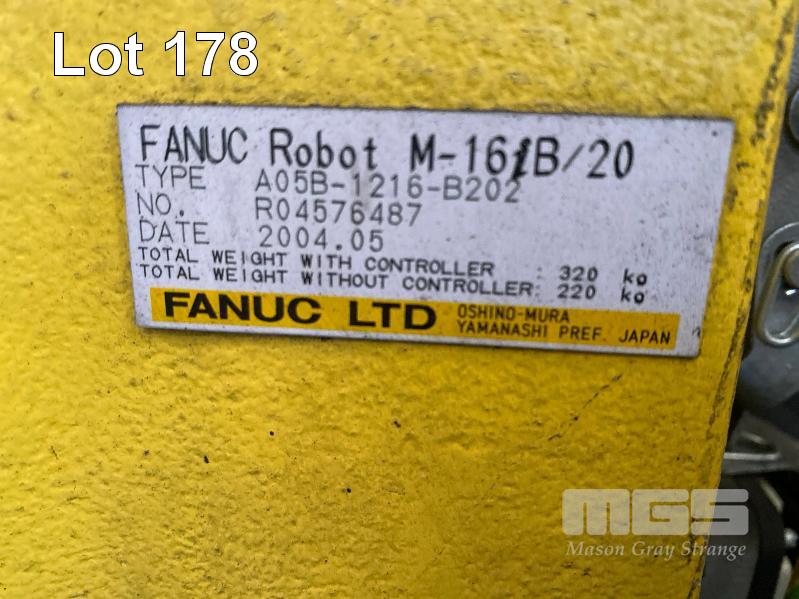 Lot 178
FANUC Robot M-16iB/20
TYPE A05B-1216-B202
NO. R04576487
DATE 2004.05
TOTAL WEIGHT WITH CONTROLLER : 320 kg
TOTAL WEIGHT WITHOUT CONTROLLER: 220 kg
FANUC LTD OSHINO-MURA
YAMANASHI PREF. JAPAN
MGS
Mason Gray Strange